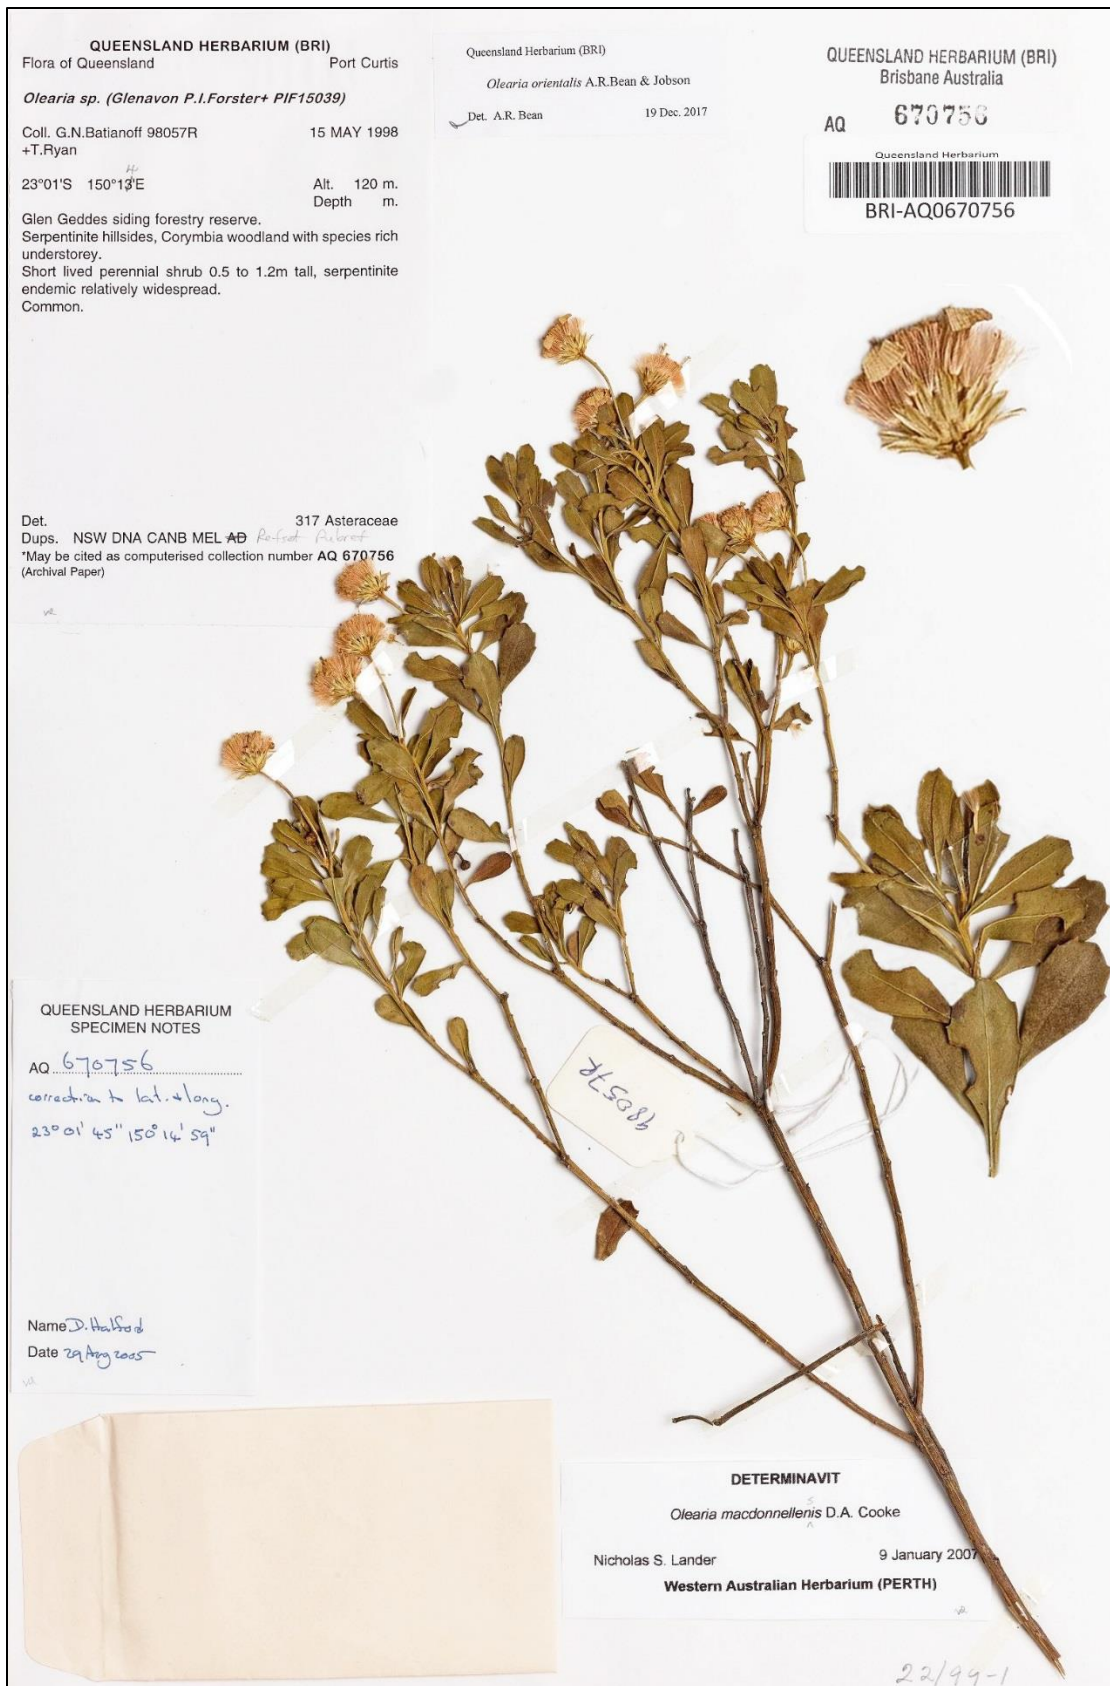 QUEENSLAND HERBARIUM (BRI)
Flora of Queensland Port Curtis
Olearia sp. (Glenavon P.I.Forster+ PIF15039)
Coll. G.N.Batianoff 98057R 15 MAY 1998
+T.Ryan
4
23°01'S 150°13'E Alt. 120 m.
Depth m.
Glen Geddes siding forestry reserve.
Serpentinite hillsides, Corymbia woodland with species rich
understorey.
Short lived perennial shrub 0.5 to 1.2m tall, serpentinite
endemic relatively widespread.
Common.
Det. 317 Asteraceae
Dups. NSW DNA CANB MEL AD
*May be cited as computerised collection number AQ 670756
(Archival Paper)
Queensland Herbarium (BRI)
Olearia orientalis A.R.Bean & Jobson
Det. A.R. Bean 19 Dec. 2017
QUEENSLAND HERBARIUM (BRI)
Brisbane Australia
AQ 670756
Queensland Herbarium
BRI-AQ0670756
98057R
QUEENSLAND HERBARIUM
SPECIMEN NOTES
AQ 670756
correction to lat. + long.
23° 01' 45" 150° 14' 59"
Name D. Halford
Date 29 Aug 2005
DETERMINAVIT
s
Olearia macdonnellenis D.A. Cooke
Nicholas S. Lander 9 January 2007
Western Australian Herbarium (PERTH)
22/99-1